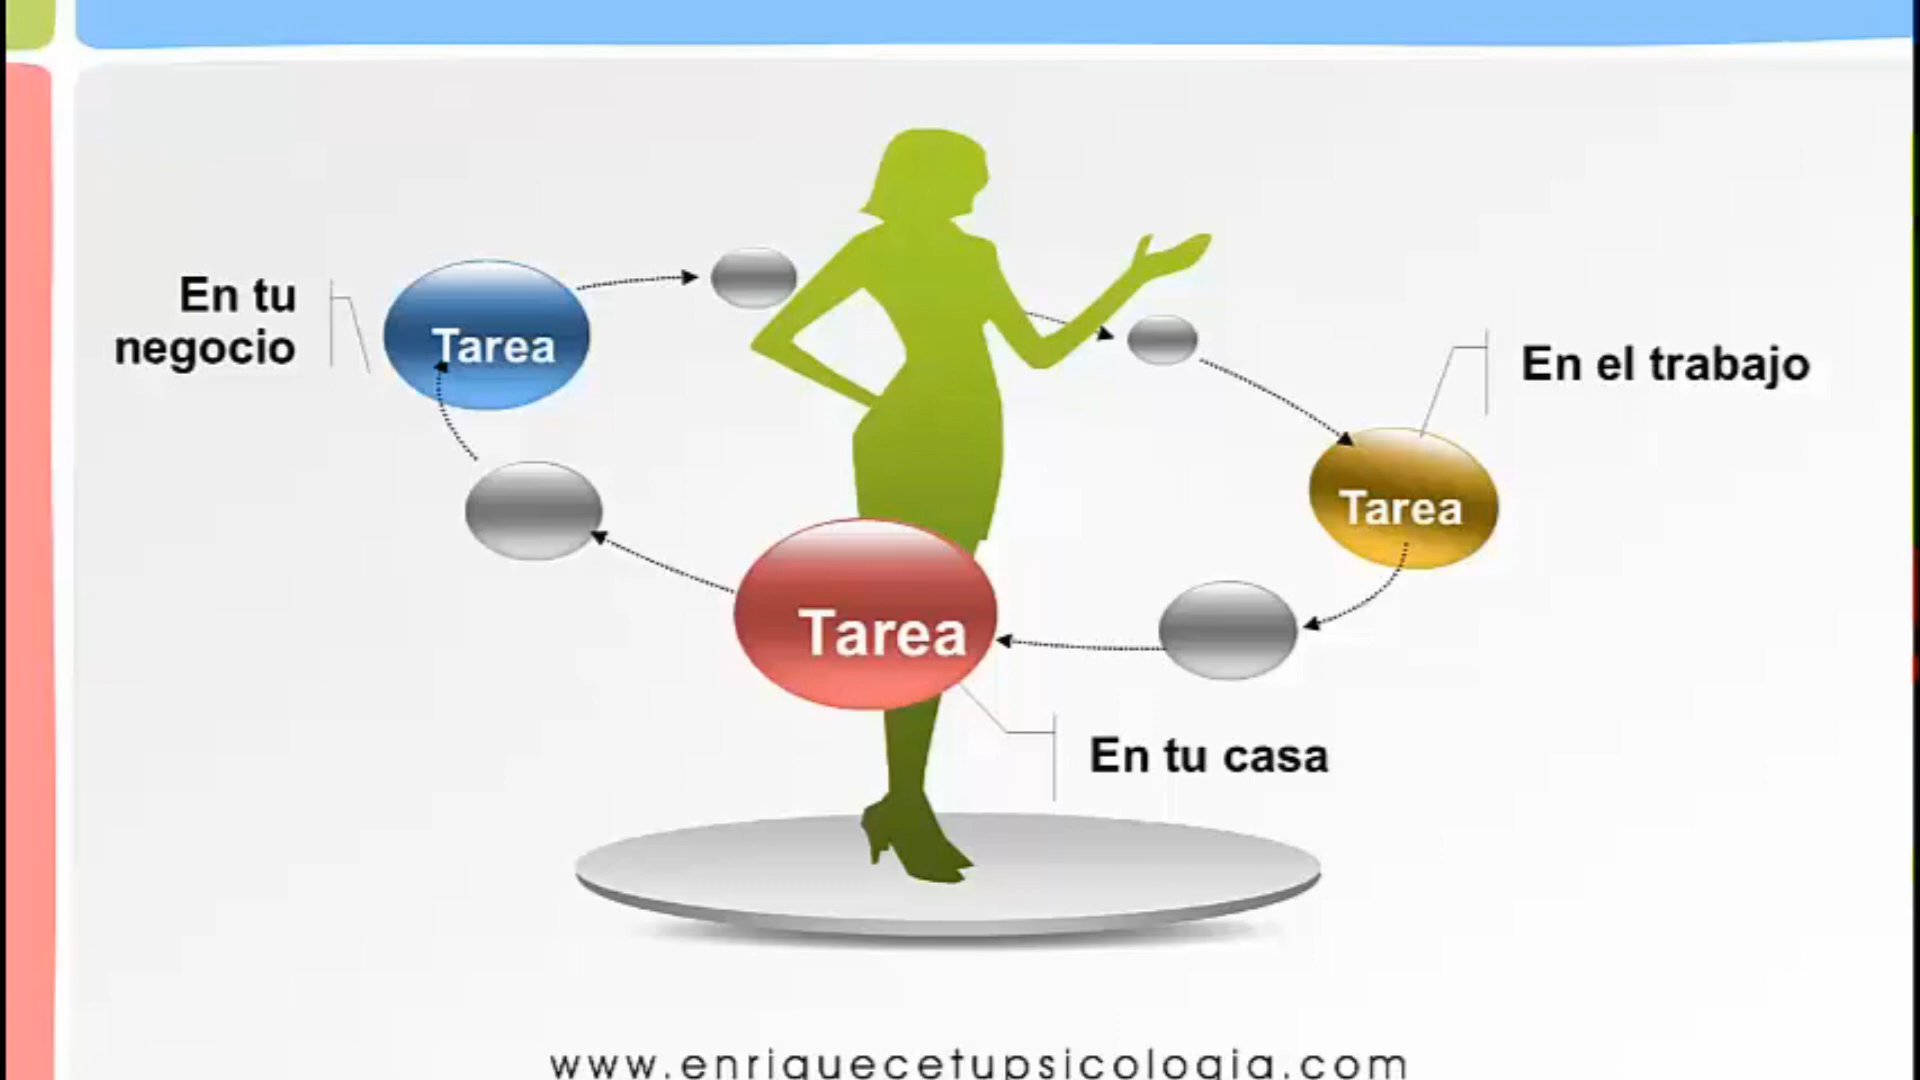 En tu
negocio
Tarea
En el trabajo
Tarea
Tarea
En tu casa
www.enriquecetupsicologia.com